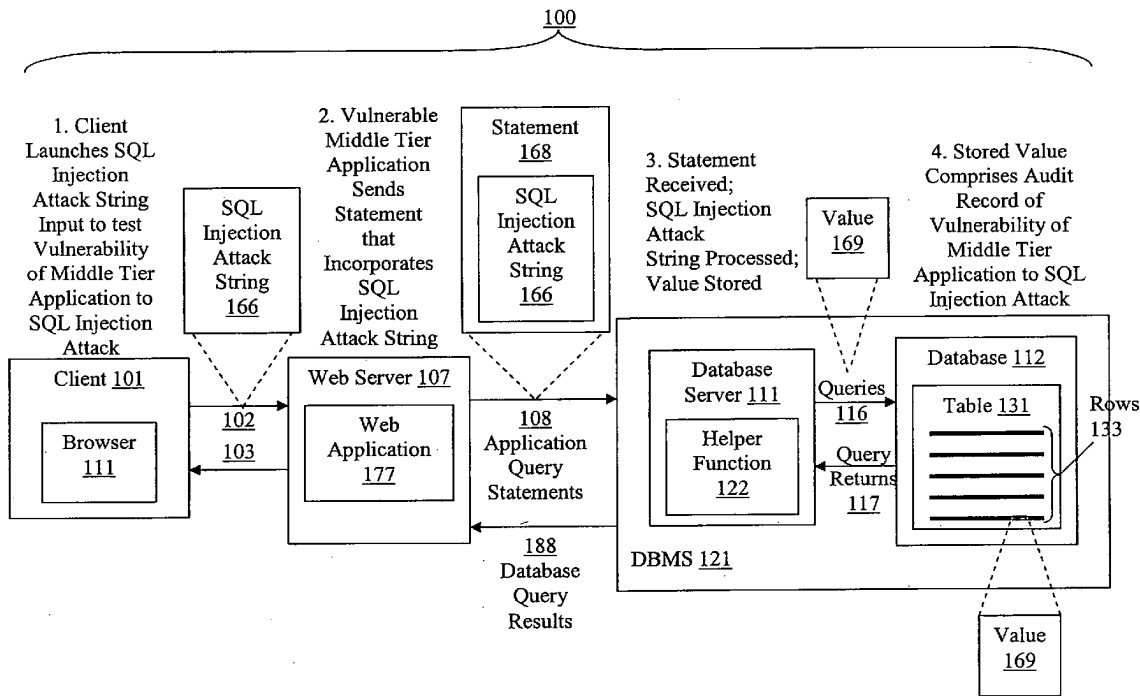 100
1. Client
Launches SQL
Injection
Attack String
Input to test
Vulnerability
of Middle Tier
Application to
SQL Injection
Attack
SQL
Injection
Attack
String
166
2. Vulnerable
Middle Tier
Application
Sends
Statement
that
Incorporates
SQL
Injection
Attack String
Statement
168
SQL
Injection
Attack
String
166
3. Statement
Received;
SQL Injection
Attack
String Processed;
Value Stored
Value
169
4. Stored Value
Comprises Audit
Record of
Vulnerability of
Middle Tier
Application to SQL
Injection Attack
Client 101
Browser
111
102
103
Web Server 107
Web
Application
177
108
Application
Query
Statements
188
Database
Query
Results
Database
Server 111
Helper
Function
122
DBMS 121
Queries
116
Query
Returns
117
Database 112
Table 131
Rows
133
Value
169